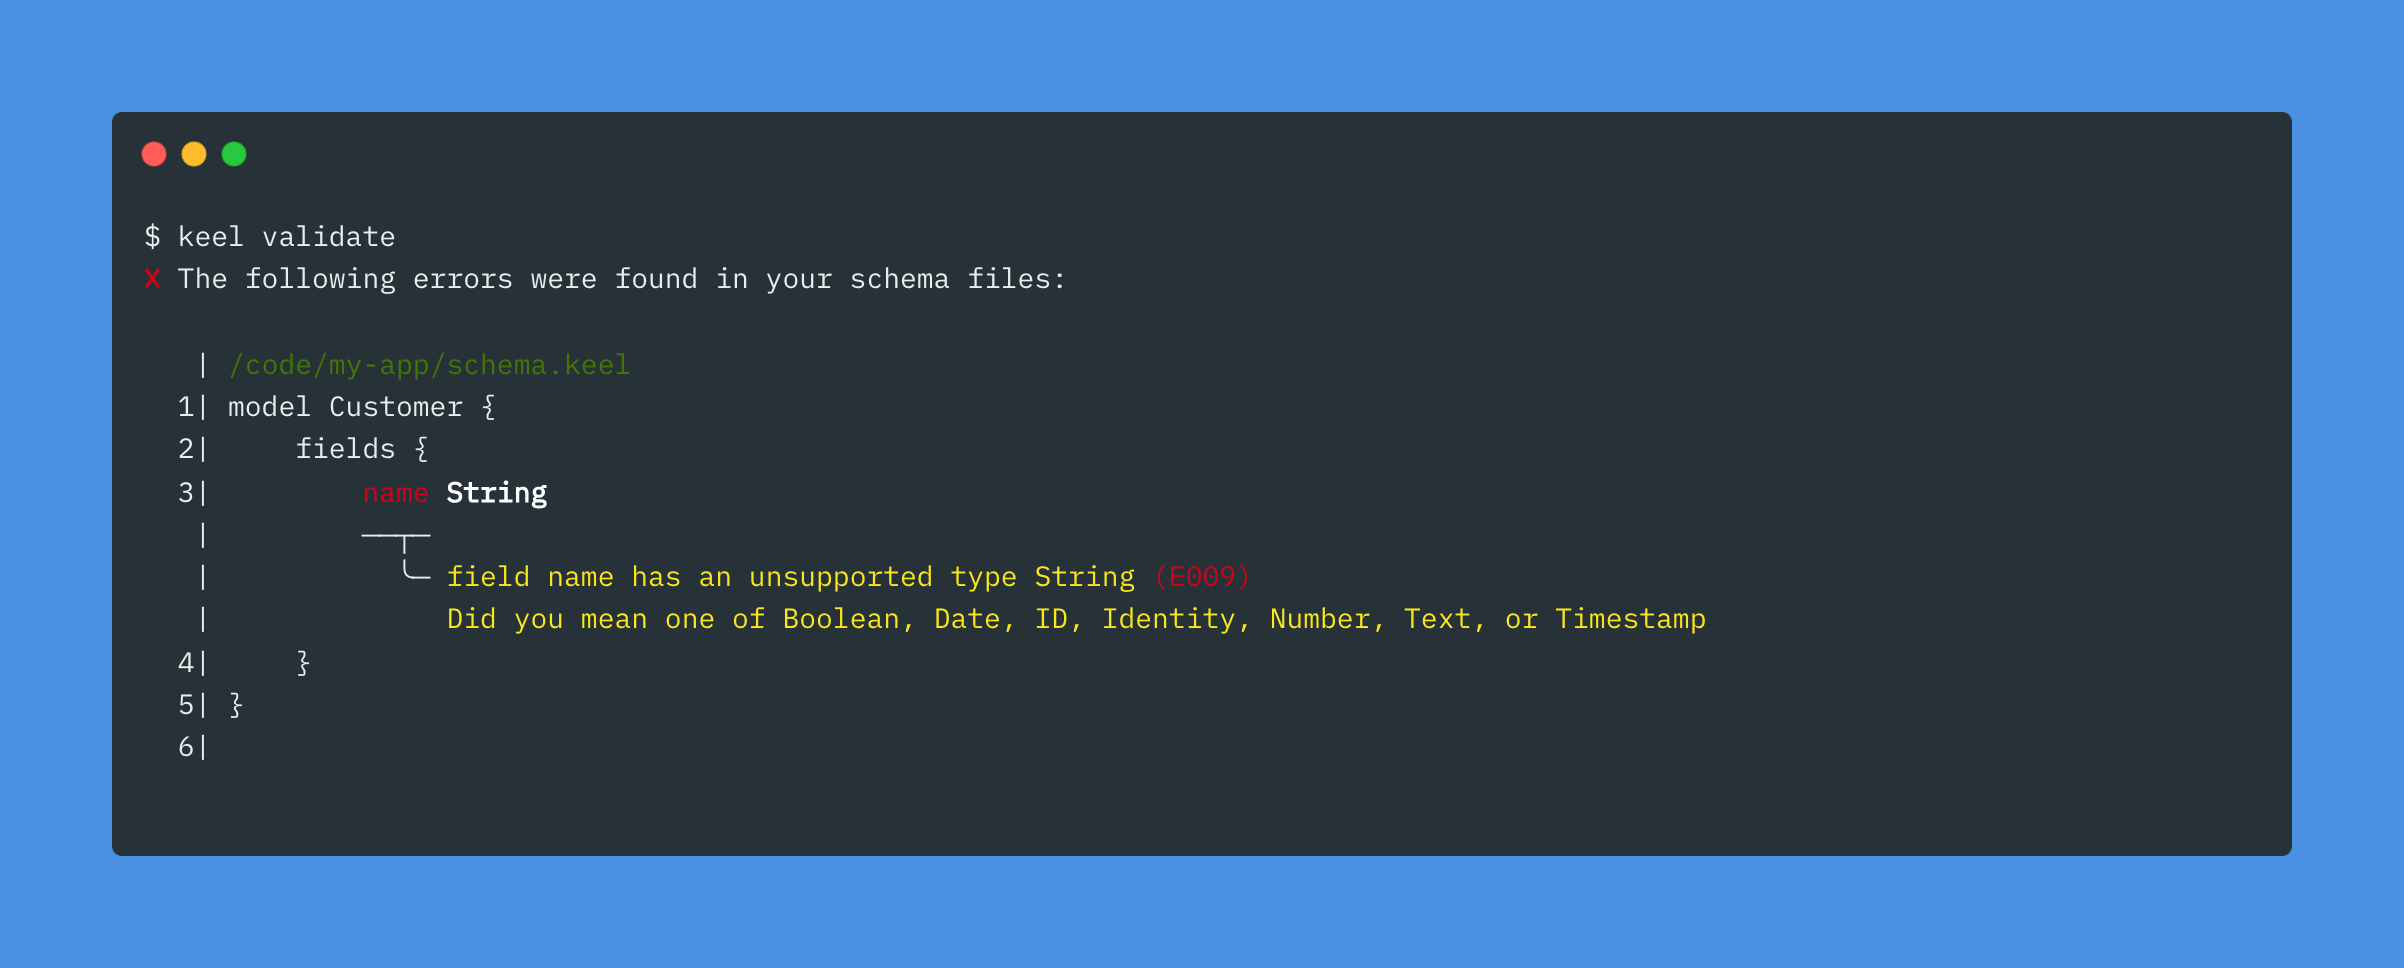 $ keel validate
X The following errors were found in your schema files:
| /code/my-app/schema.keel
1| model Customer {
2|     fields {
3|         name String
|
|             field name has an unsupported type String (E009)
|             Did you mean one of Boolean, Date, ID, Identity, Number, Text, or Timestamp
4|     }
5| }
6|